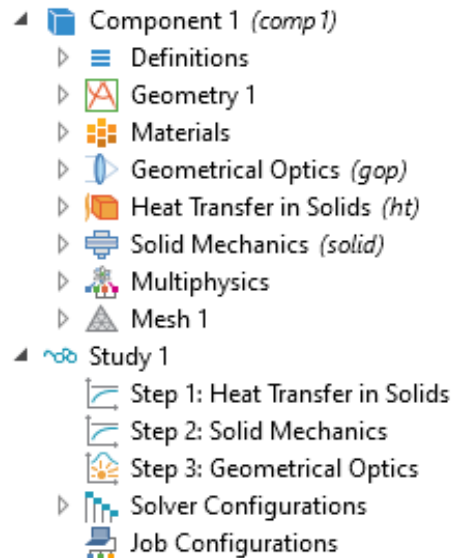 Component 1 (comp1)
Definitions
Geometry 1
Materials
Geometrical Optics (gop)
Heat Transfer in Solids (ht)
Solid Mechanics (solid)
Multiphysics
Mesh 1
Study 1
Step 1: Heat Transfer in Solids
Step 2: Solid Mechanics
Step 3: Geometrical Optics
Solver Configurations
Job Configurations